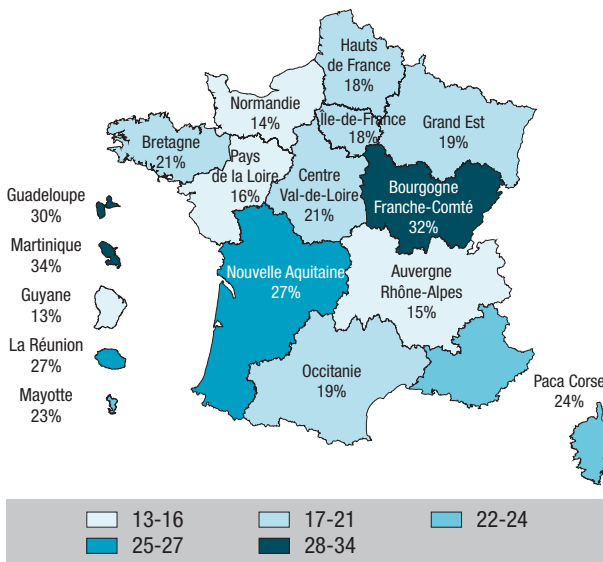 Hauts
de France
18%
Normandie
14%
Île-de-France
18%
Grand Est
19%
Bretagne
21%
Pays
de la Loire
16%
Centre
Val-de-Loire
21%
Bourgogne
Franche-Comté
32%
Guadeloupe
30%
Martinique
34%
Guyane
13%
La Réunion
27%
Mayotte
23%
Nouvelle Aquitaine
27%
Auvergne
Rhône-Alpes
15%
Occitanie
19%
Paca Corse
24%
13-16
17-21
22-24
25-27
28-34